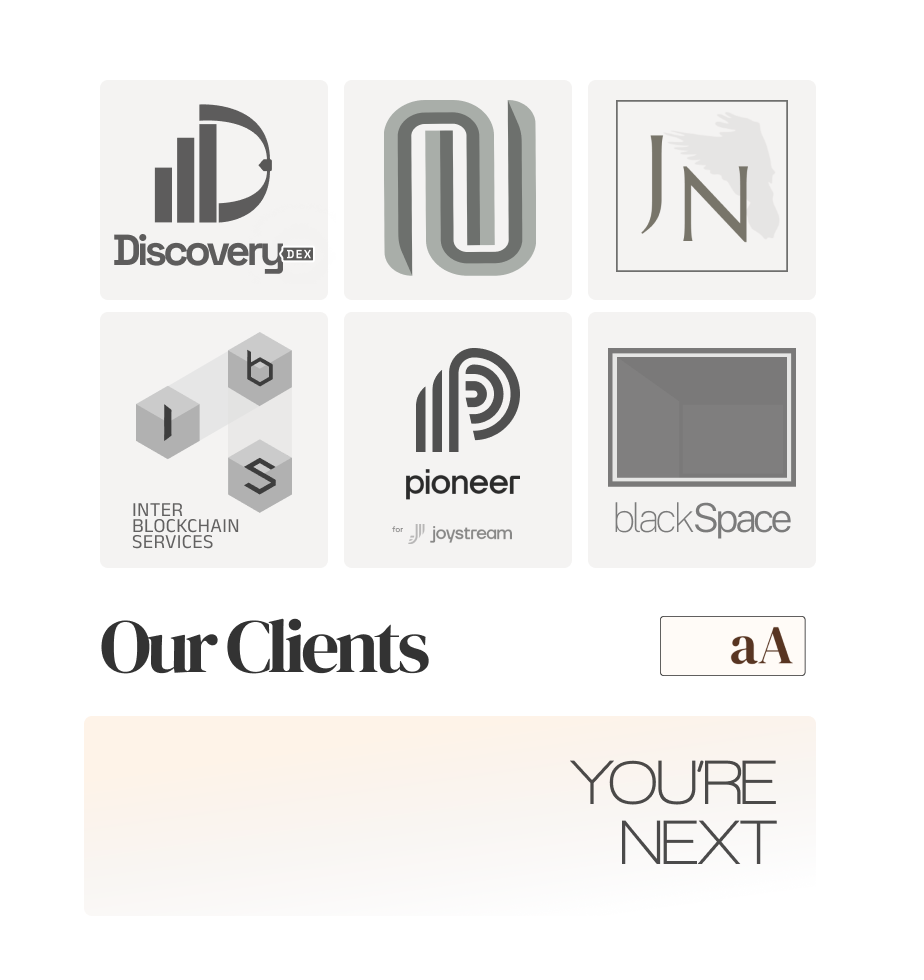 Discovery DEX
JN
b
I
S
INTER
BLOCKCHAIN
SERVICES
pioneer
for joystream
blackSpace
Our Clients
aA
YOU'RE
NEXT